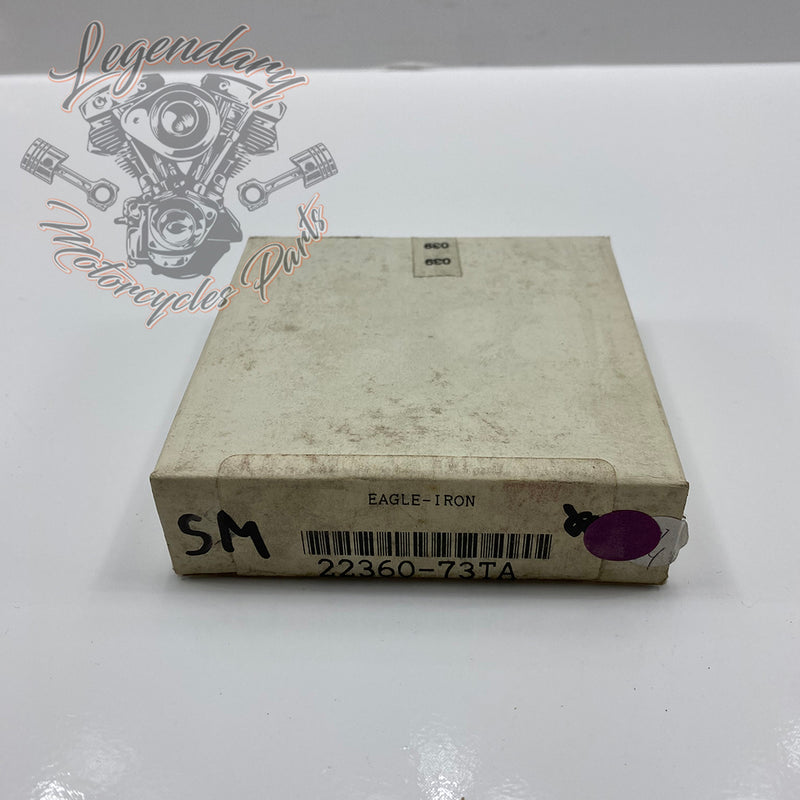 Legendary
Motorcycles Parts
039
039
EAGLE-IRON
SM
22360-73TA